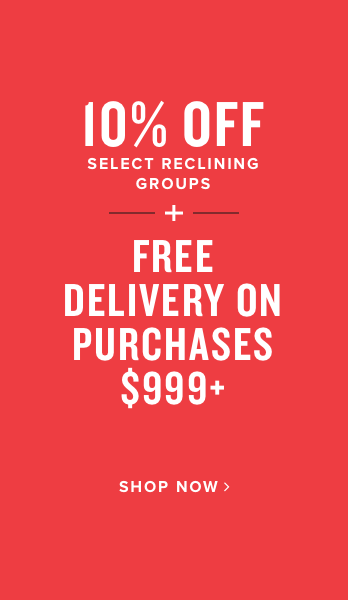 10% OFF
SELECT RECLINING
GROUPS
+
FREE
DELIVERY ON
PURCHASES
$999+
SHOP NOW >